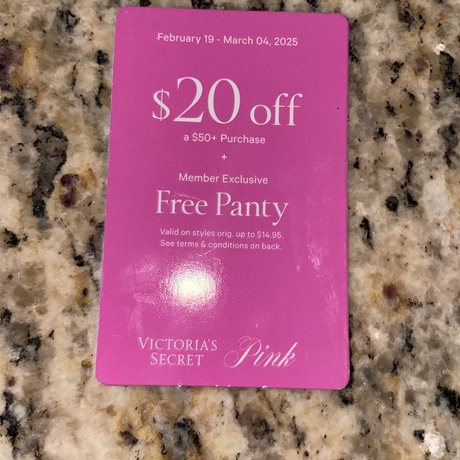 February 19 - March 04, 2025
$20 off
a $50+ Purchase
+
Member Exclusive
Free Panty
Valid on styles orig. up to $14.95.
See terms & conditions on back.
VICTORIA'S
SECRET
Pink